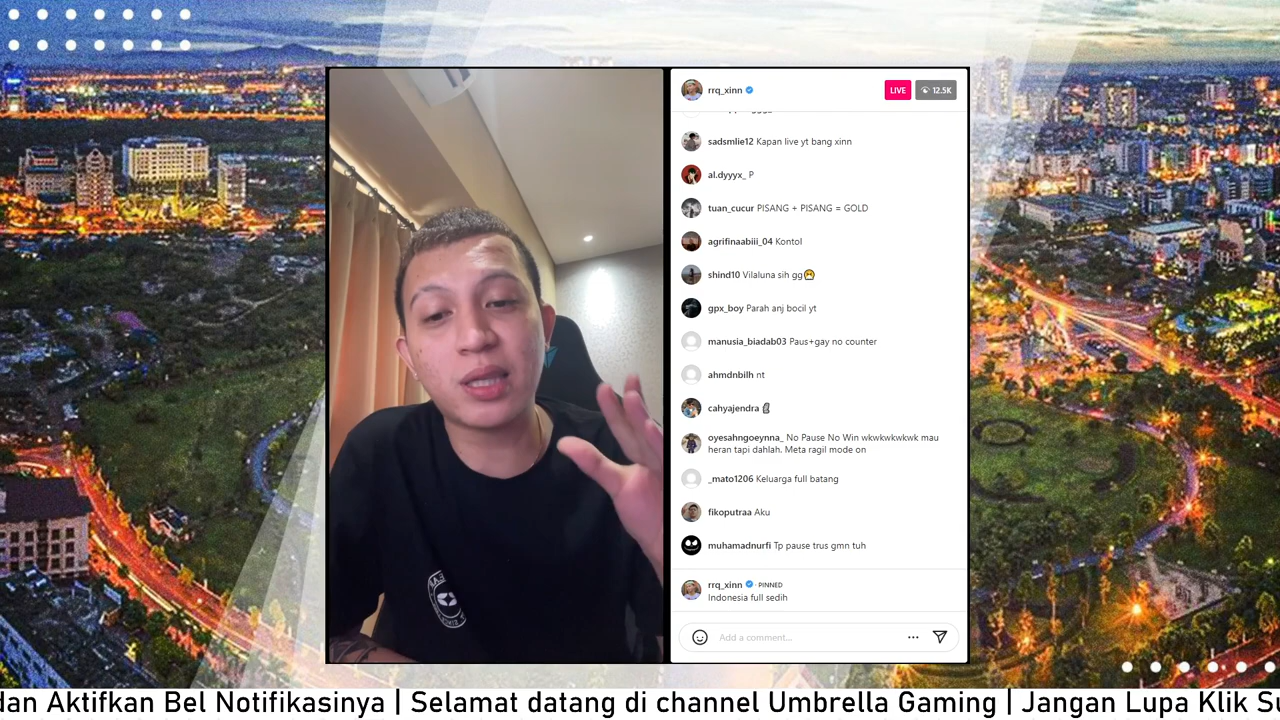 rrq_xinn
LIVE
12.5K
sadsmlie12 Kapan live yt bang xinn
al.dyyyx_ P
tuan_cucur PISANG + PISANG = GOLD
agrifinaabiii_04 Kontol
shind10 Vilaluna sih gg😷
gpx_boy Parah anj bocil yt
manusia_biadab03 Paus+gay no counter
ahmdnbilh nt
cahyajendra 🗿
oyesahngoeynna_ No Pause No Win wkwkwkwkwk mau
heran tapi dahlah. Meta ragil mode on
_mato1206 Keluarga full batang
fikoputraa Aku
muhamadnurfi Tp pause trus gmn tuh
rrq_xinn · PINNED
Indonesia full sedih
Add a comment...
dan Aktifkan Bel Notifikasinya | Selamat datang di channel Umbrella Gaming | Jangan Lupa Klik Su